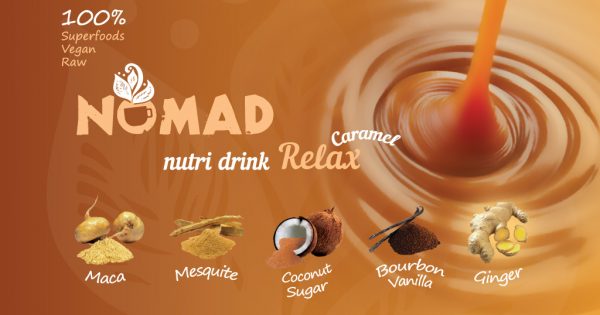 100%
Superfoods
Vegan
Raw
NOMAD
nutri drink Relax
Caramel
Maca
Mesquite
Coconut
Sugar
Bourbon
Vanilla
Ginger